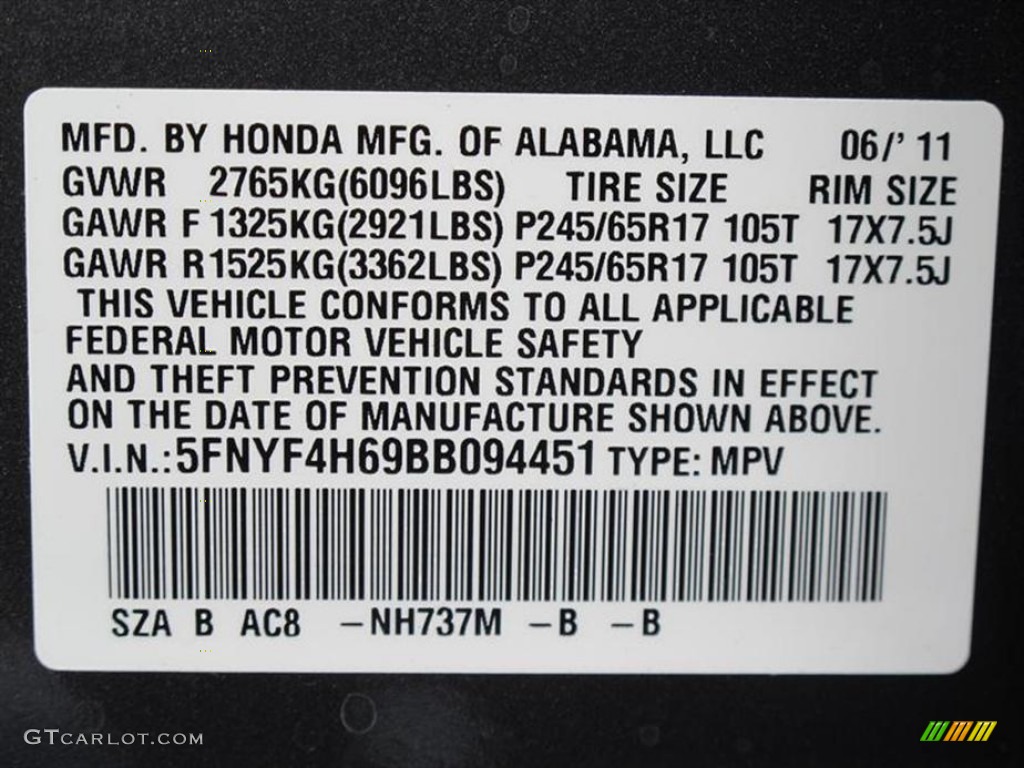 MFD. BY HONDA MFG. OF ALABAMA, LLC 06/' 11
GVWR 2765KG(6096LBS) TIRE SIZE RIM SIZE
GAWR F 1325KG(2921LBS) P245/65R17 105T 17X7.5J
GAWR R1525KG(3362LBS) P245/65R17 105T 17X7.5J
THIS VEHICLE CONFORMS TO ALL APPLICABLE
FEDERAL MOTOR VEHICLE SAFETY
AND THEFT PREVENTION STANDARDS IN EFFECT
ON THE DATE OF MANUFACTURE SHOWN ABOVE.
V.I.N.:5FNYF4H69BB094451 TYPE: MPV
SZA B AC8 -NH737M -B -B
GTCARLOT.COM